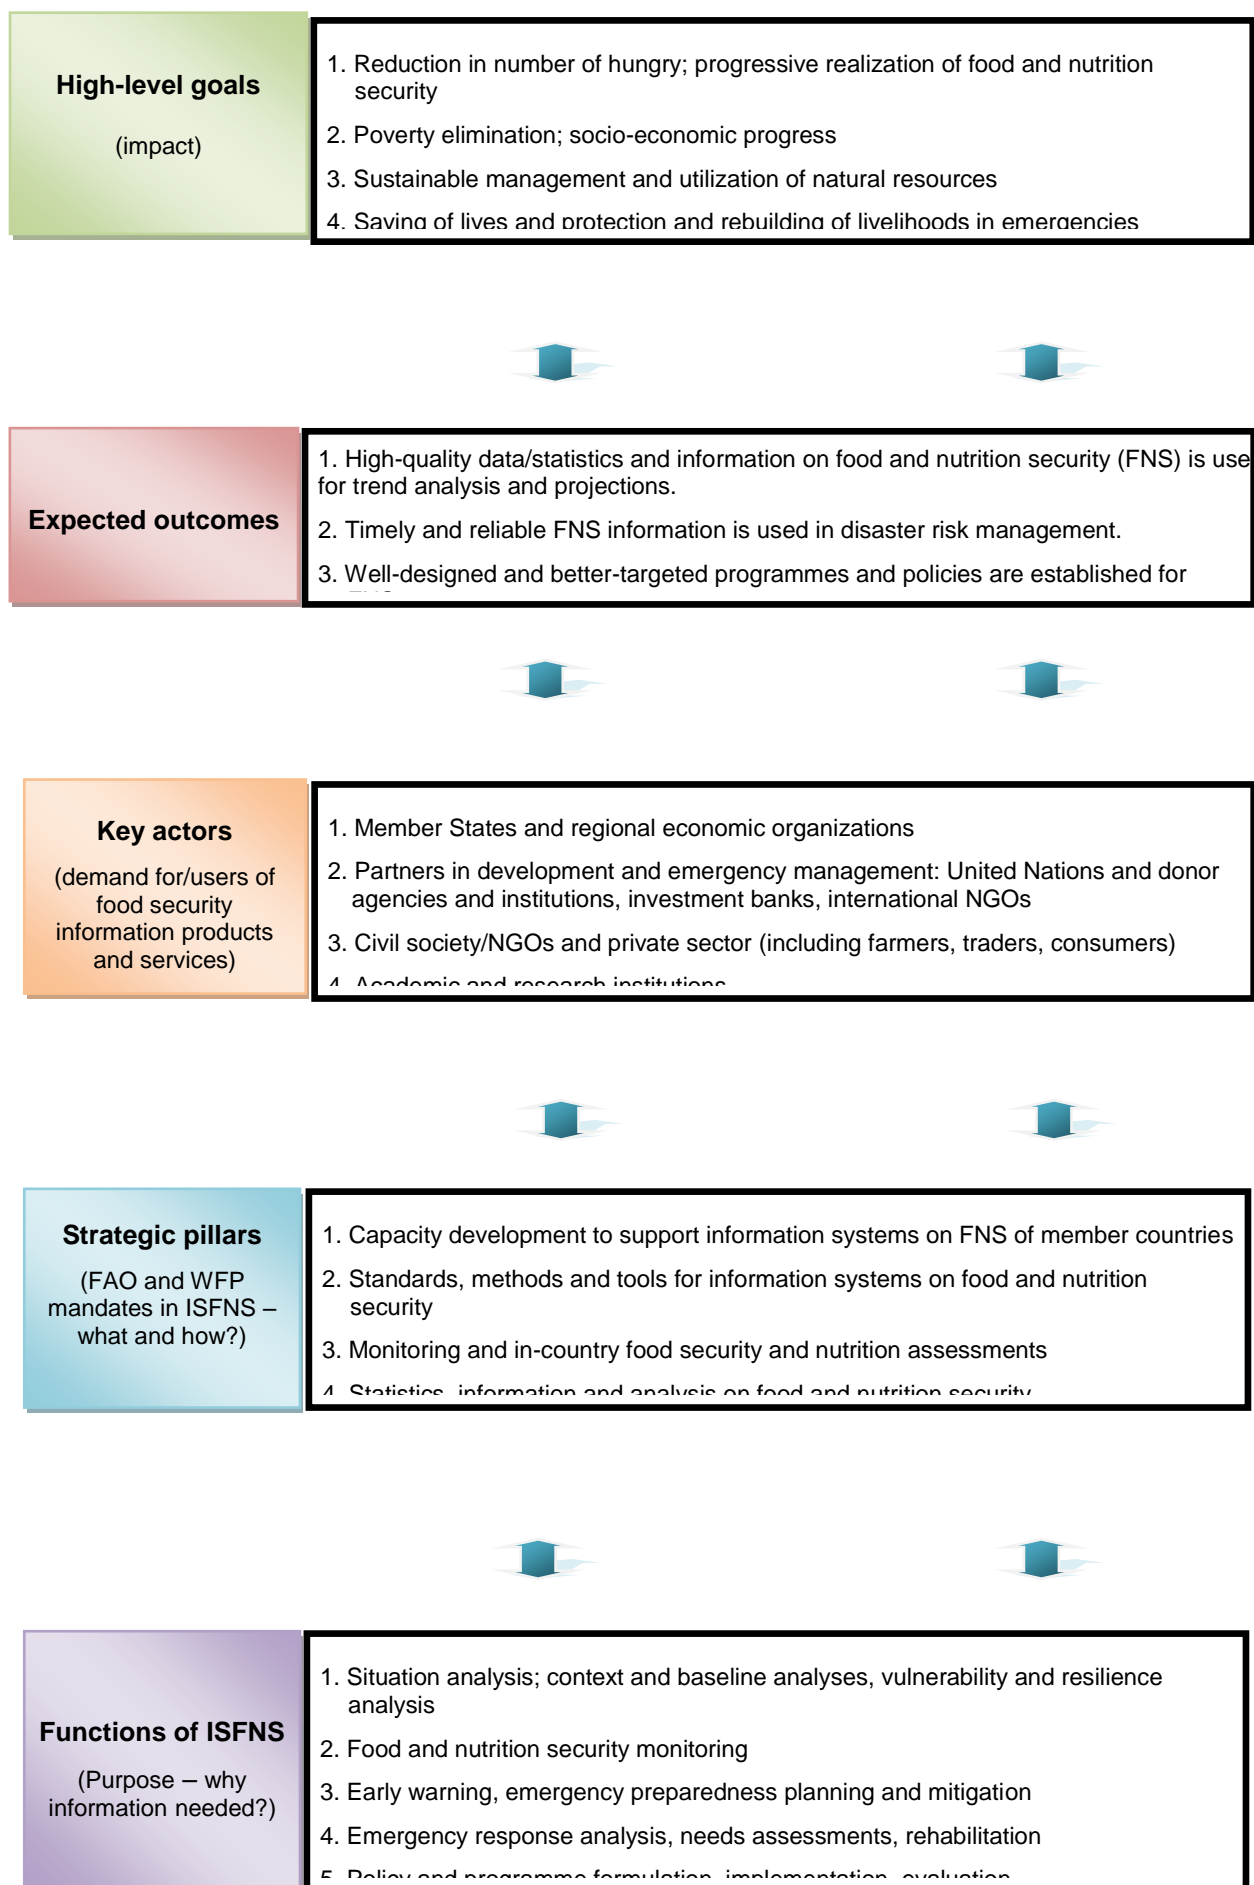 High-level goals
(impact)
1. Reduction in number of hungry; progressive realization of food and nutrition
security
2. Poverty elimination; socio-economic progress
3. Sustainable management and utilization of natural resources
4. Saving of lives and protection and rebuilding of livelihoods in emergencies
Expected outcomes
1. High-quality data/statistics and information on food and nutrition security (FNS) is use
for trend analysis and projections.
2. Timely and reliable FNS information is used in disaster risk management.
3. Well-designed and better-targeted programmes and policies are established for
Key actors
(demand for/users of
food security
information products
and services)
1. Member States and regional economic organizations
2. Partners in development and emergency management: United Nations and donor
agencies and institutions, investment banks, international NGOs
3. Civil society/NGOs and private sector (including farmers, traders, consumers)
4. Academic and research institutions
Strategic pillars
(FAO and WFP
mandates in ISFNS –
what and how?)
1. Capacity development to support information systems on FNS of member countries
2. Standards, methods and tools for information systems on food and nutrition
security
3. Monitoring and in-country food security and nutrition assessments
4. Statistics, information and analysis on food and nutrition security
Functions of ISFNS
(Purpose – why
information needed?)
1. Situation analysis; context and baseline analyses, vulnerability and resilience
analysis
2. Food and nutrition security monitoring
3. Early warning, emergency preparedness planning and mitigation
4. Emergency response analysis, needs assessments, rehabilitation
5. Policy and programme formulation, implementation, evaluation